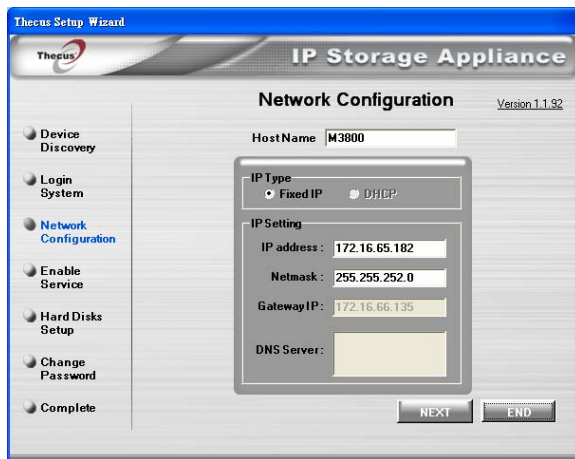 Thecus Setup Wizard
Thecus
IP Storage Appliance
Network Configuration
Version 1.1.92
Device Discovery
Login System
Network Configuration
Enable Service
Hard Disks Setup
Change Password
Complete
HostName M3800
IP Type
Fixed IP DHCP
IP Setting
IP address : 172.16.65.182
Netmask : 255.255.252.0
Gateway IP : 172.16.66.135
DNS Server :
NEXT END